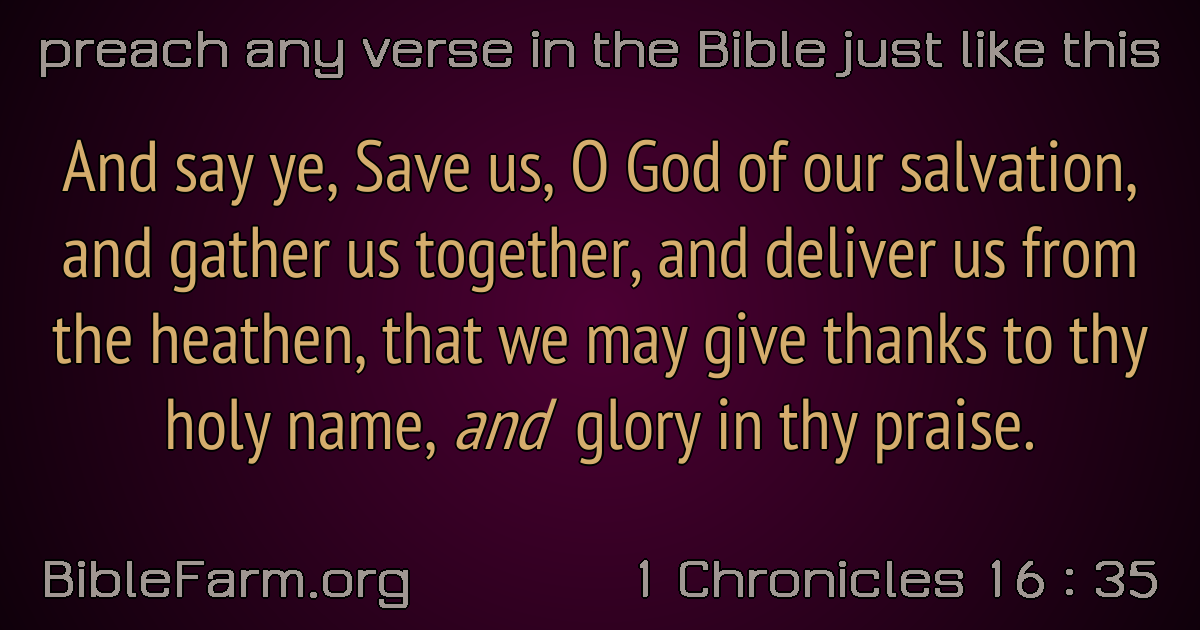 preach any verse in the Bible just like this
And say ye, Save us, O God of our salvation,
and gather us together, and deliver us from
the heathen, that we may give thanks to thy
holy name, and glory in thy praise.
BibleFarm.org
1 Chronicles 16 : 35